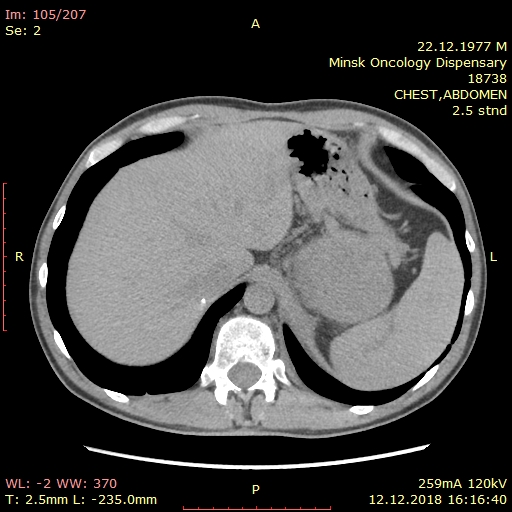 Im: 105/207
Se: 2
A
22.12.1977 M
Minsk Oncology Dispensary
18738
CHEST,ABDOMEN
2.5 stnd
R
L
WL: -2 WW: 370
T: 2.5mm L: -235.0mm
P
259mA 120kV
12.12.2018 16:16:40